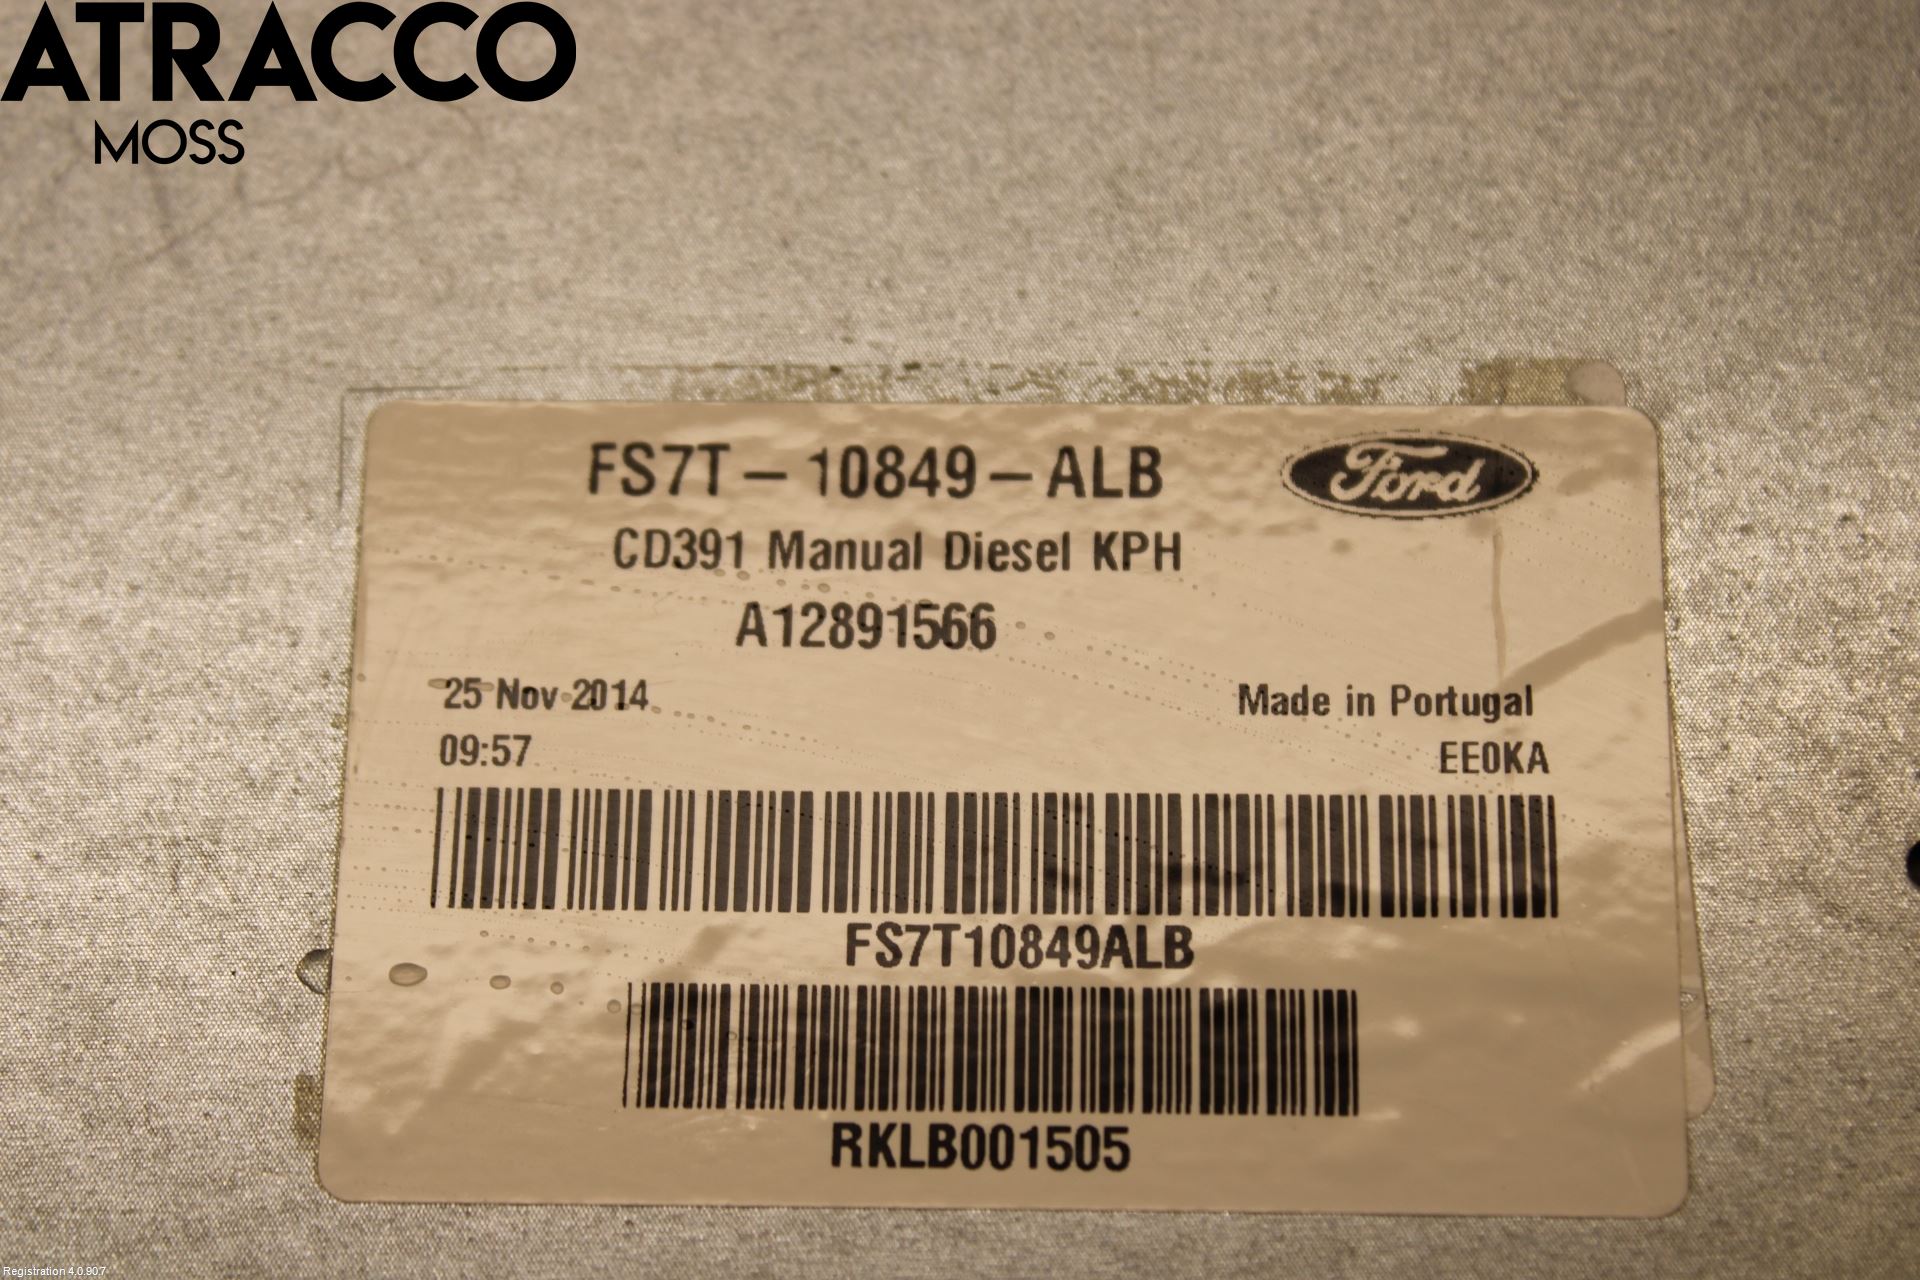 ATRACCO
MOSS
FS7T – 10849 – ALB
Ford
CD391 Manual Diesel KPH
A12891566
25 Nov 2014
Made in Portugal
09:57
EE0KA
FS7T10849ALB
RKLB001505
Registration 4.0.907